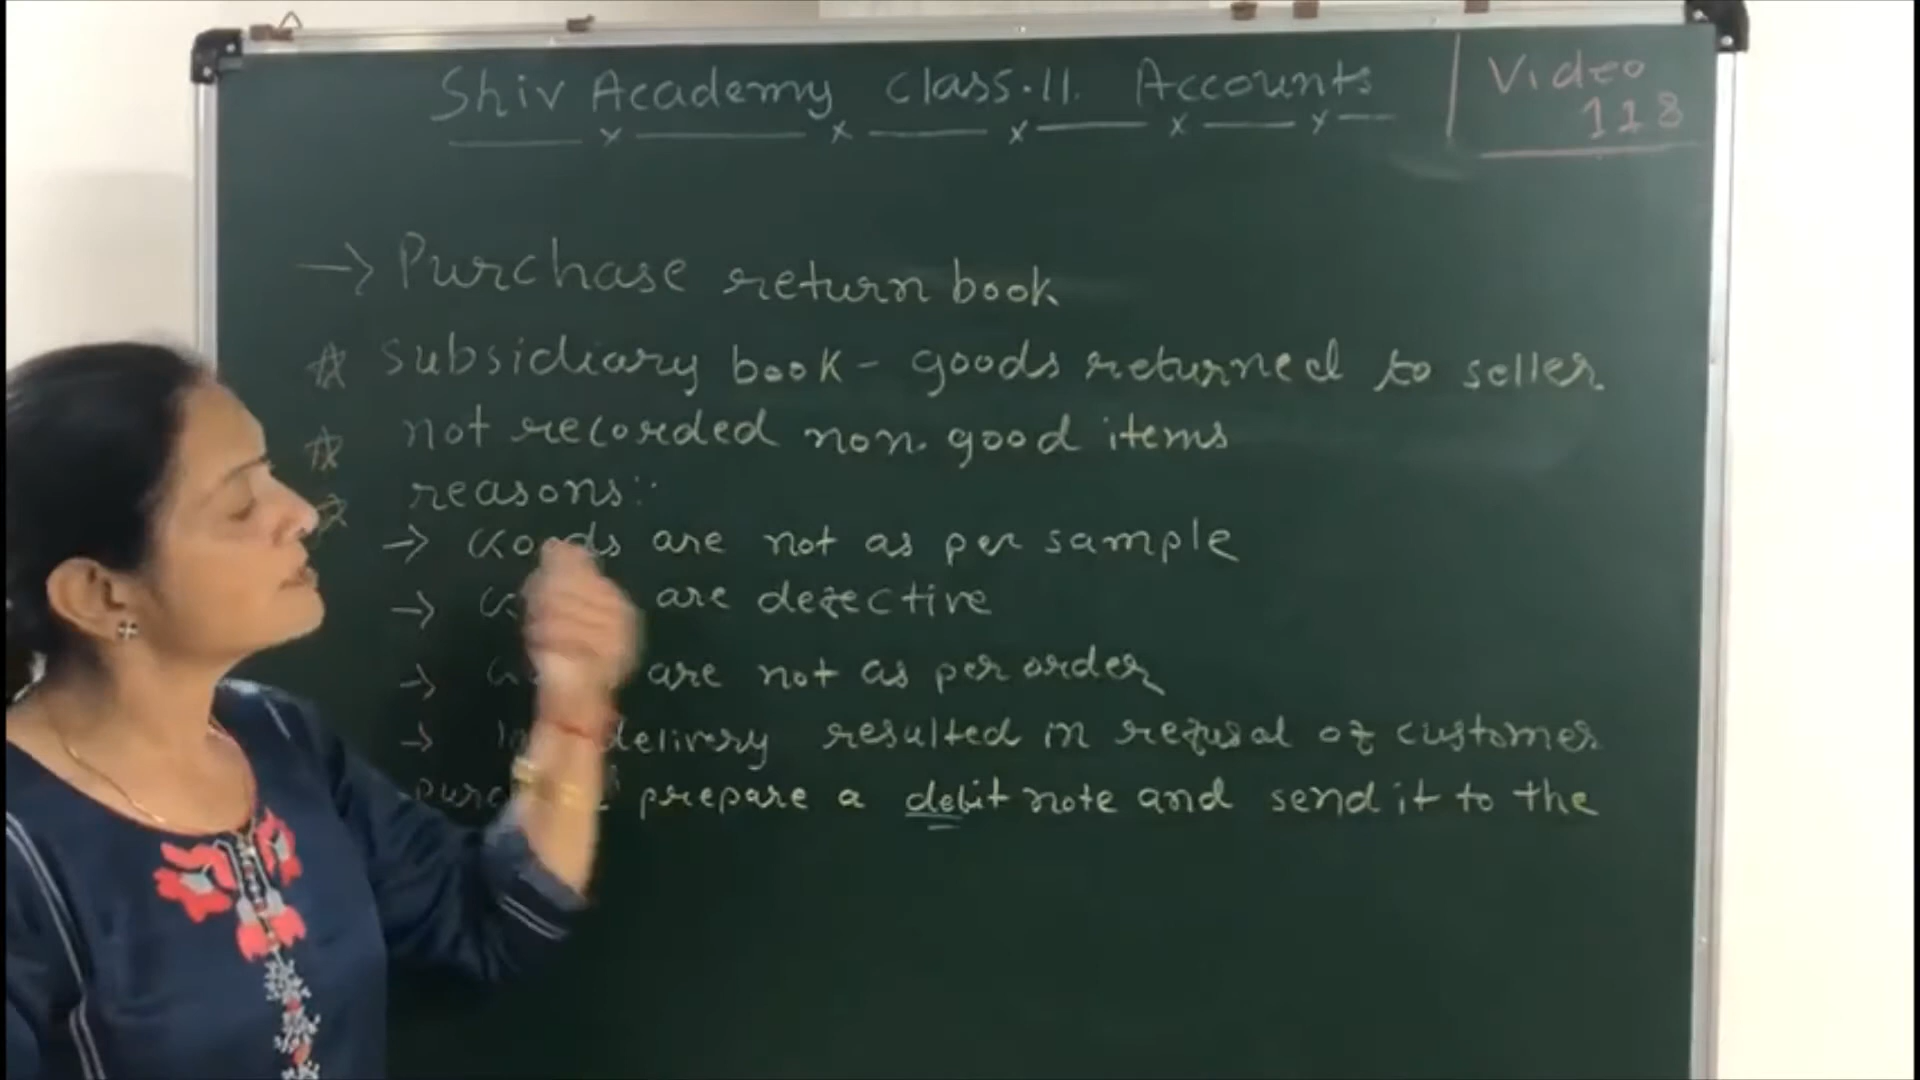 Shiv Academy Class.11. Accounts
Video
118
→ Purchase return book
☆ Subsidiary book - goods returned to seller
☆ not recorded non. good items
☆ reasons:-
→ Goods are not as per sample
→ are defective
→ are not as per order
→ delivery resulted in refusal of customer
prepare a debit note and send it to the